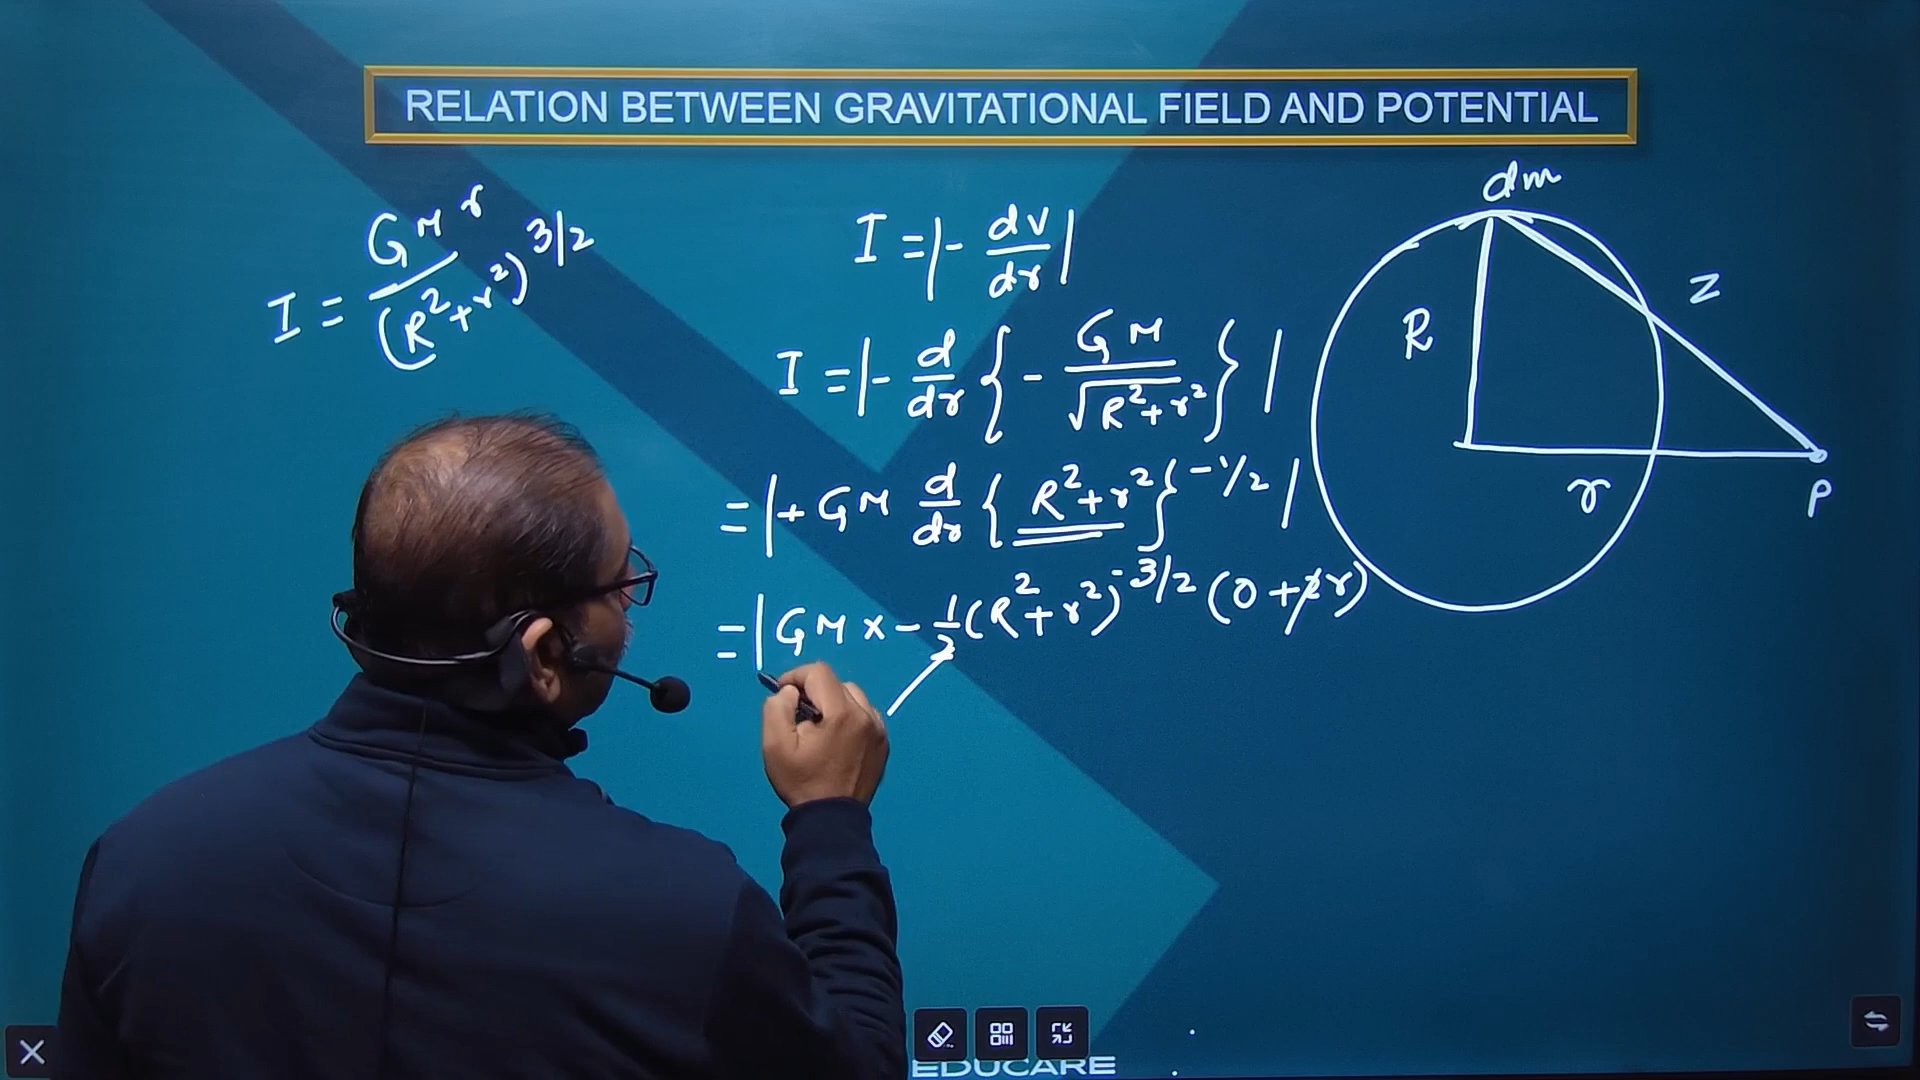 RELATION BETWEEN GRAVITATIONAL FIELD AND POTENTIAL
I = GMr / (R²+r²)^3/2
I = |- dv/dr|
I = |- d/dr {- GM/√R²+r²} |
= |+ GM d/dr {R²+r²}^-1/2 |
= | GM x - 1/2 (R²+r²)^-3/2 (0+2r)
dm
R
z
r
P
EDUCARE